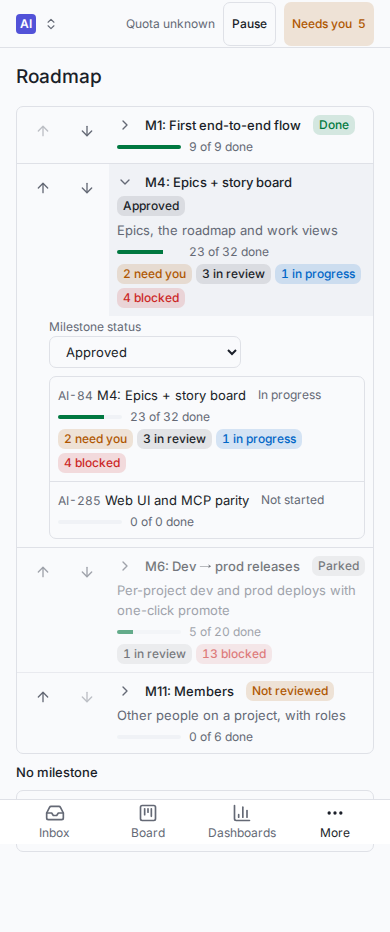 AI Quota unknown Pause Needs you 5
Roadmap
M1: First end-to-end flow Done
9 of 9 done
M4: Epics + story board
Approved
Epics, the roadmap and work views
23 of 32 done
2 need you 3 in review 1 in progress
4 blocked
Milestone status
Approved
AI-84 M4: Epics + story board In progress
23 of 32 done
2 need you 3 in review 1 in progress
4 blocked
AI-285 Web UI and MCP parity Not started
0 of 0 done
M6: Dev → prod releases Parked
Per-project dev and prod deploys with
one-click promote
5 of 20 done
1 in review 13 blocked
M11: Members Not reviewed
Other people on a project, with roles
0 of 6 done
No milestone
Inbox Board Dashboards More